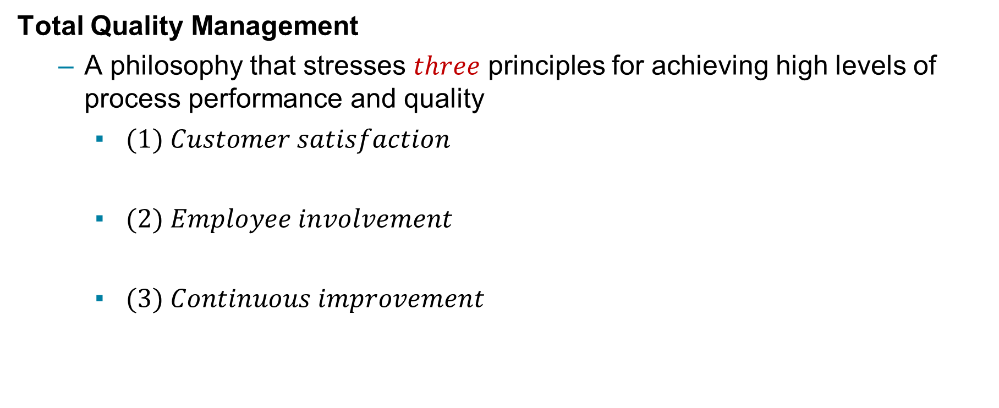 Total Quality Management
– A philosophy that stresses three principles for achieving high levels of
process performance and quality
▪ (1) Customer satisfaction
▪ (2) Employee involvement
▪ (3) Continuous improvement